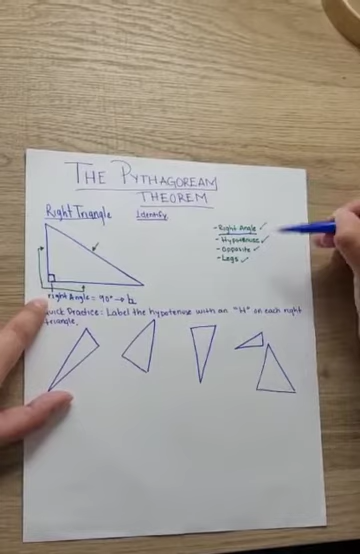 THE PYTHAGOREAM
THEOREM
Right Triangle
Identify
- Right Angle ✓
- Hypotenuse ✓
- Opposite ✓
- Legs ✓
right Angle = 90° →
Quick Practice: Label the hypotenuse with an "H" on each right
triangle.